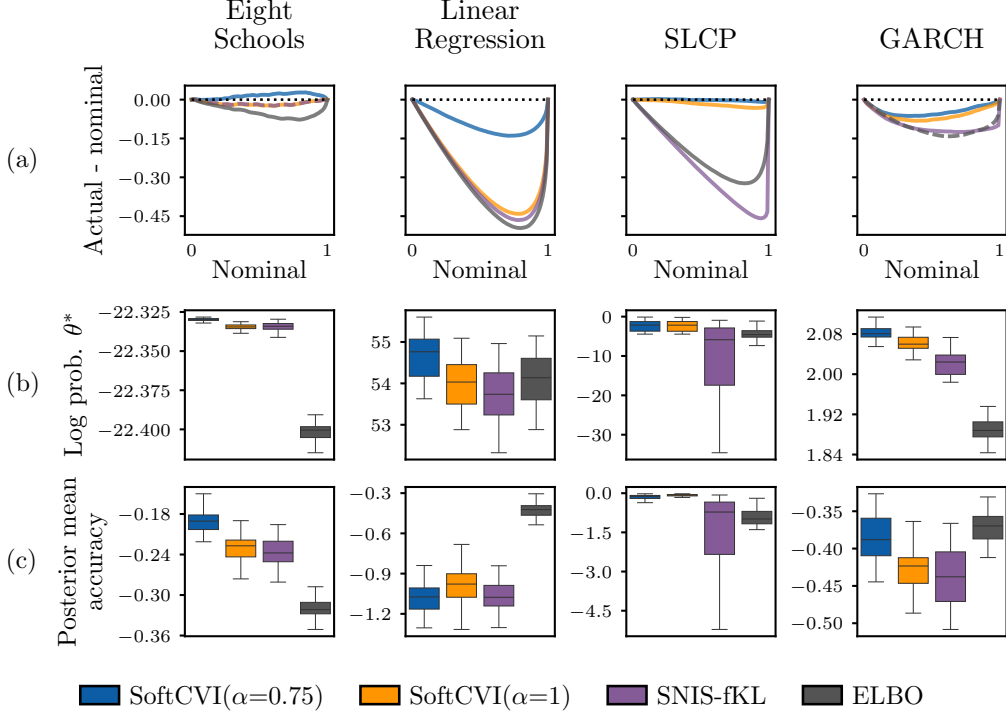 Eight
Schools
Linear
Regression
SLCP
GARCH
(a)
Actual - nominal
0.00
−0.15
−0.30
−0.45
0
1
0
1
0
1
0
1
Nominal
Nominal
Nominal
Nominal
(b)
Log prob. θ*
−22.325
−22.350
−22.375
−22.400
55
54
53
0
−10
−20
−30
2.08
2.00
1.92
1.84
(c)
Posterior mean
accuracy
−0.18
−0.24
−0.30
−0.36
−0.3
−0.6
−0.9
−1.2
0.0
−1.5
−3.0
−4.5
−0.35
−0.40
−0.45
−0.50
SoftCVI(α=0.75)
SoftCVI(α=1)
SNIS-fKL
ELBO